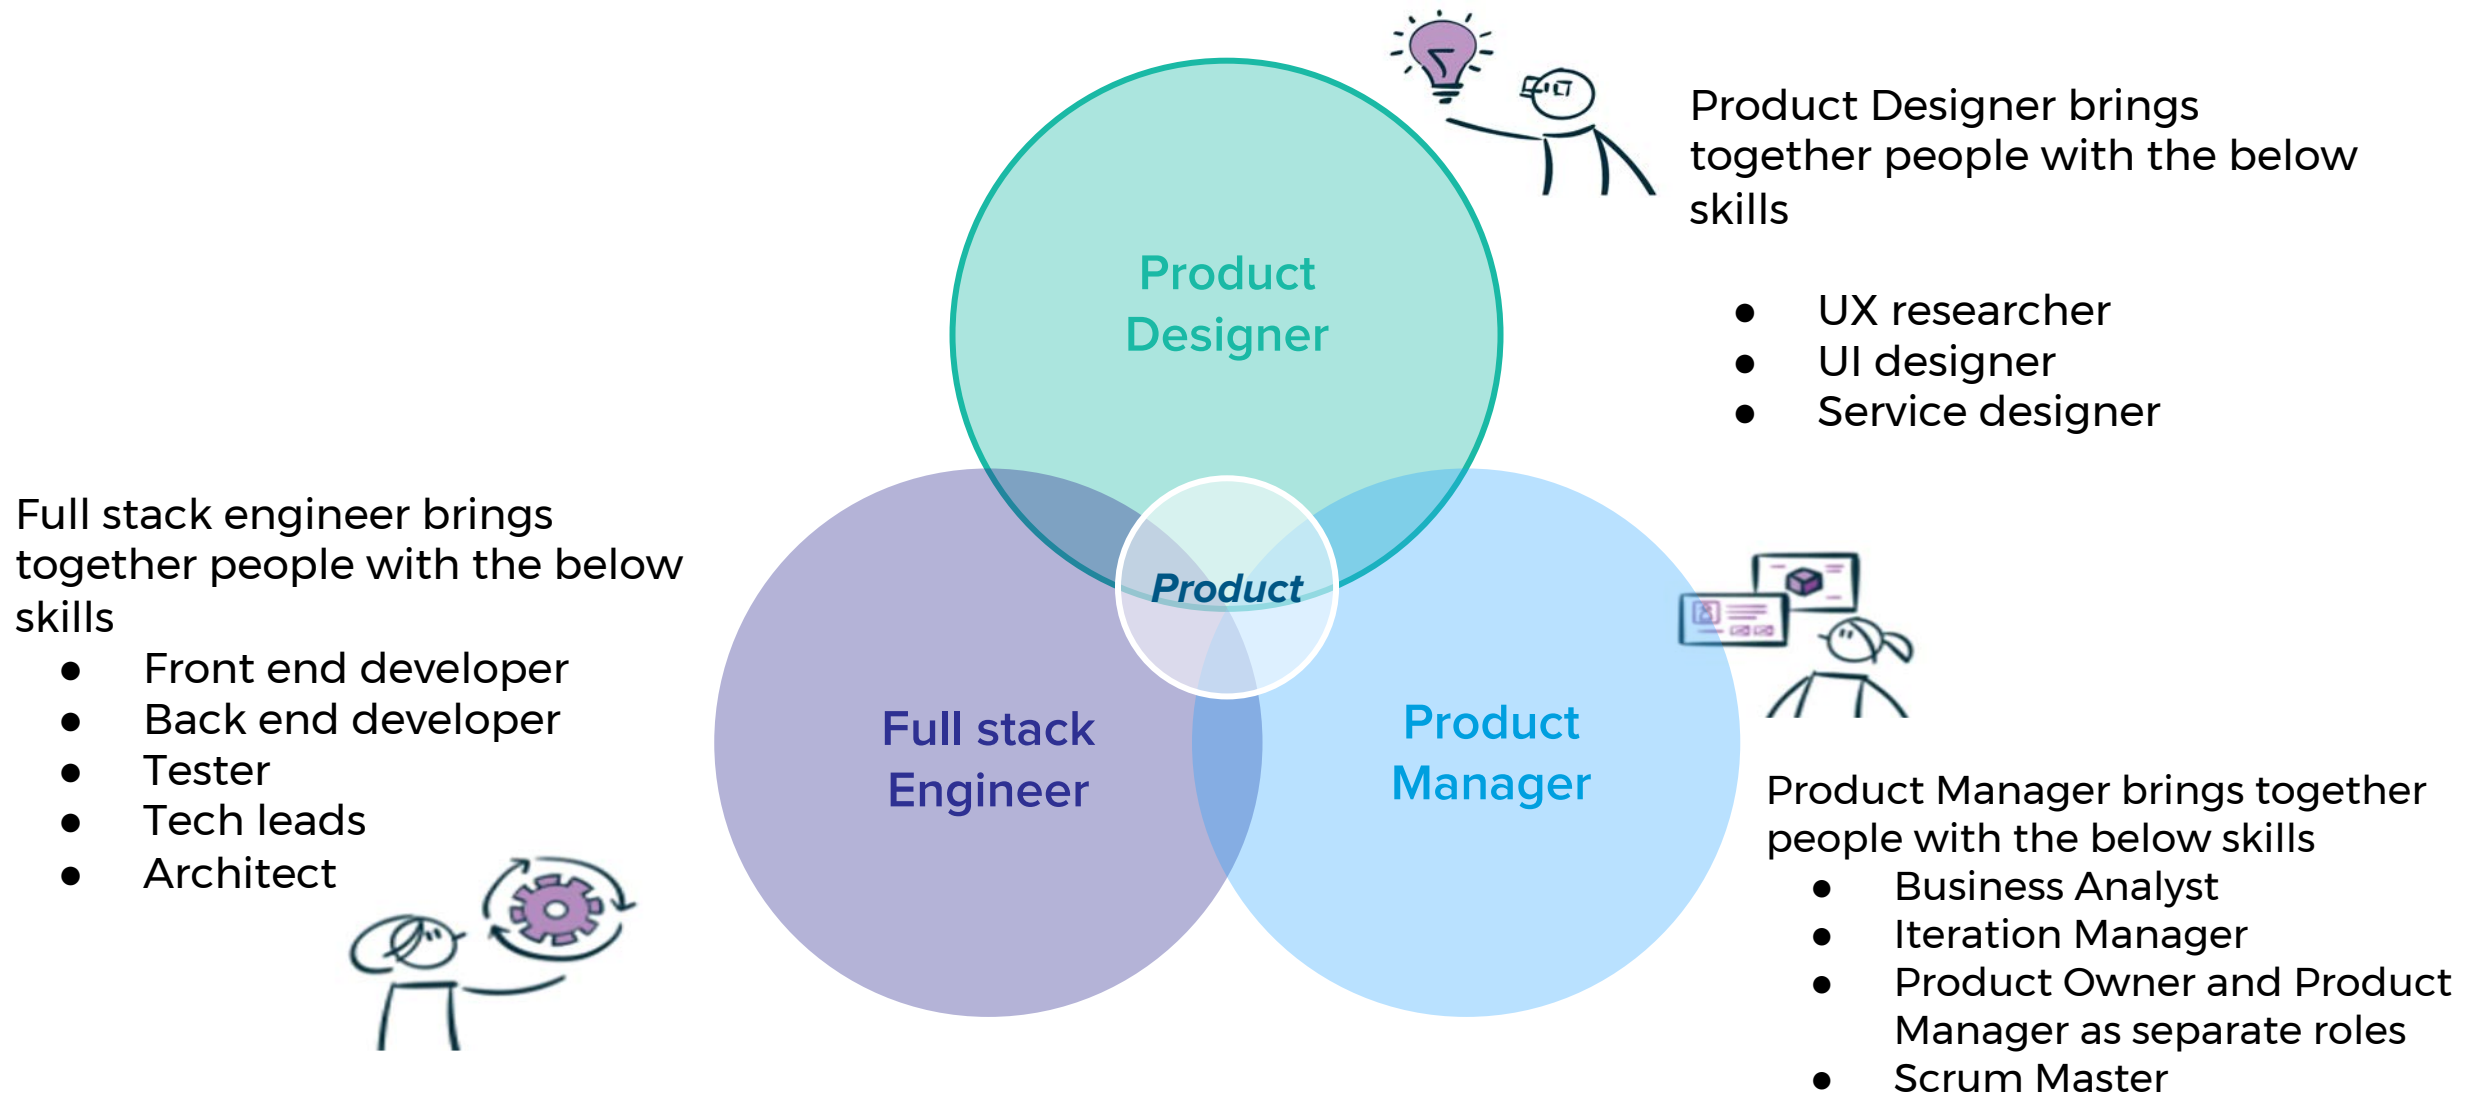 Product Designer brings
together people with the below
skills
● UX researcher
● UI designer
● Service designer
Product
Designer
Full stack engineer brings
together people with the below
skills
● Front end developer
● Back end developer
● Tester
● Tech leads
● Architect
Product
Full stack
Engineer
Product
Manager
Product Manager brings together
people with the below skills
● Business Analyst
● Iteration Manager
● Product Owner and Product
Manager as separate roles
● Scrum Master